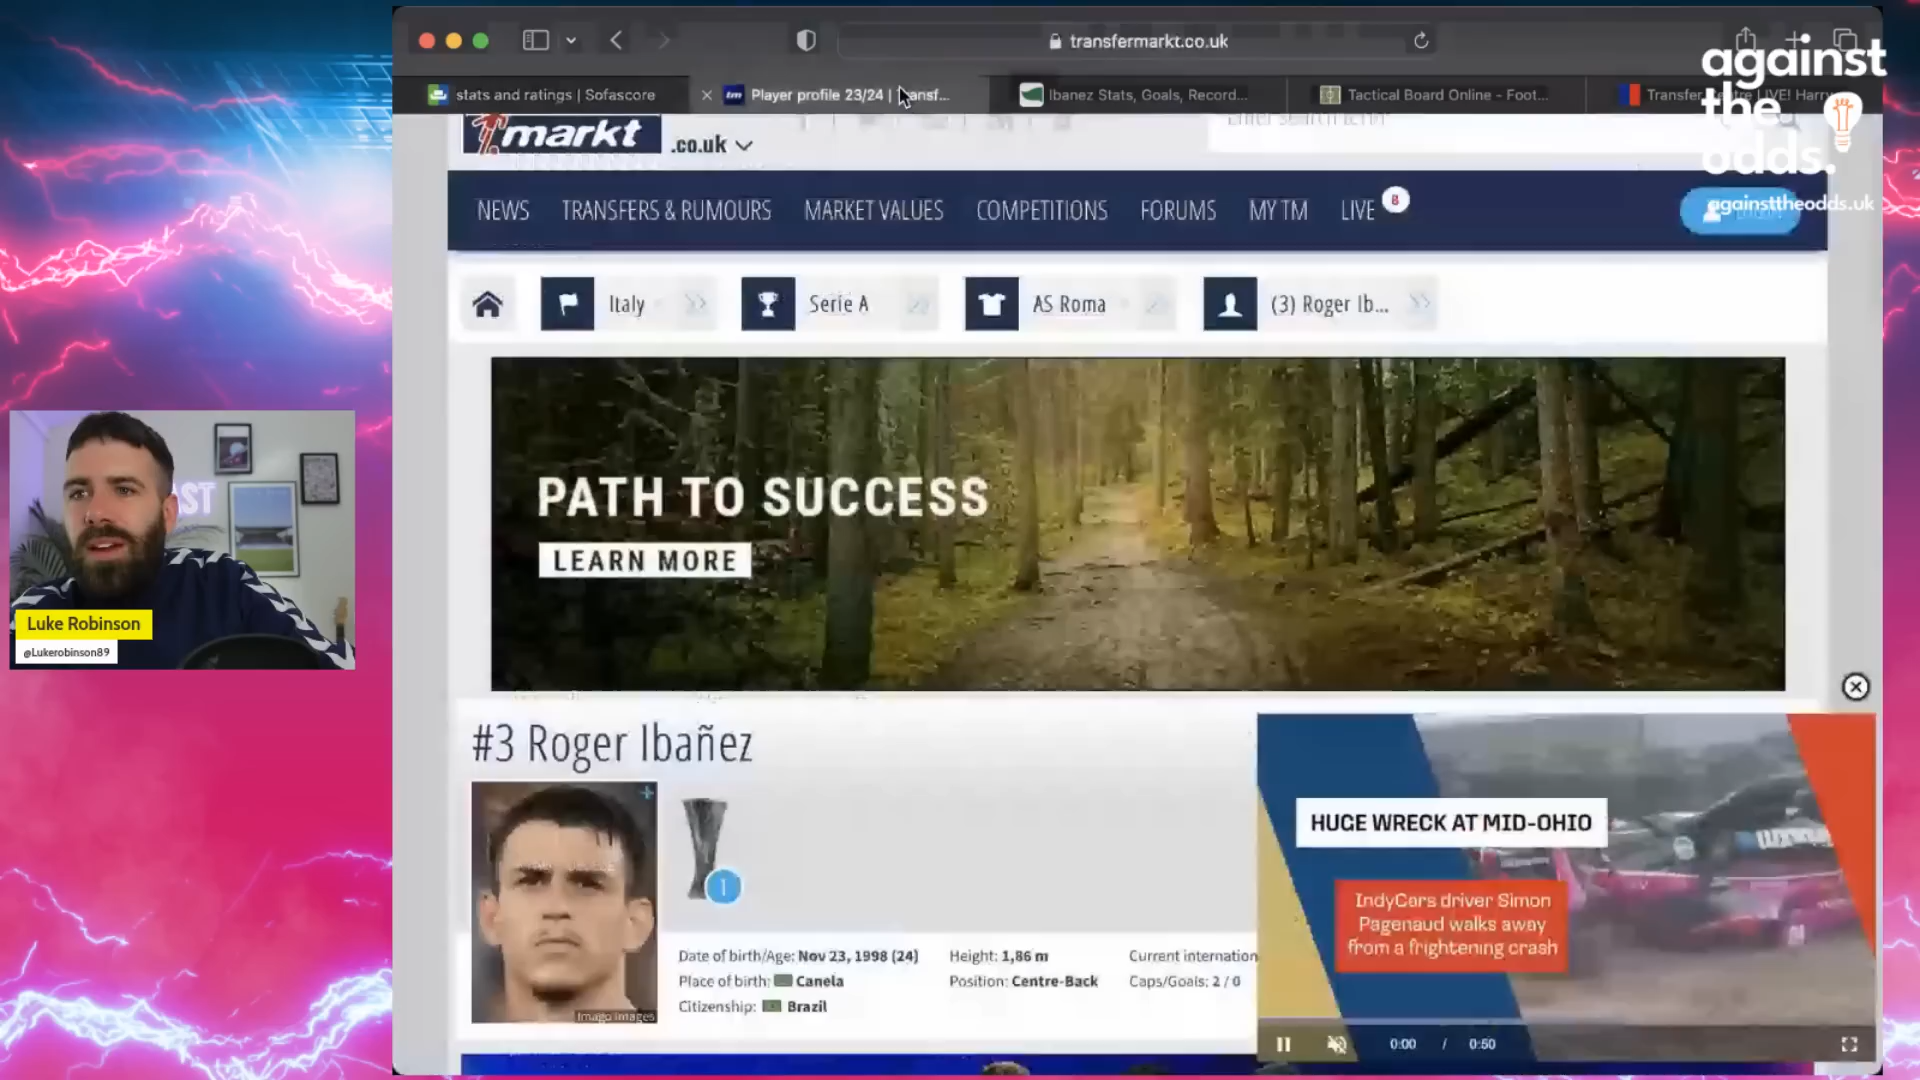 transfermarkt.co.uk
stats and ratings | Sofascore
Player profile 23/24 | Transf...
Ibanez Stats, Goals, Record...
Tactical Board Online - Foot...
against
the
odds.
againsttheodds.uk
markt
.co.uk
NEWS
TRANSFERS & RUMOURS
MARKET VALUES
COMPETITIONS
FORUMS
MY TM
LIVE
8
Italy
Serie A
AS Roma
(3) Roger Ib...
PATH TO SUCCESS
LEARN MORE
AST
Luke Robinson
@Lukerobinson89
#3 Roger Ibañez
1
Imago images
Date of birth/Age: Nov 23, 1998 (24)
Place of birth: Canela
Citizenship: Brazil
Height: 1,86 m
Position: Centre-Back
Current internation
Caps/Goals: 2 / 0
HUGE WRECK AT MID-OHIO
IndyCars driver Simon
Pagenaud walks away
from a frightening crash
0:00 / 0:50